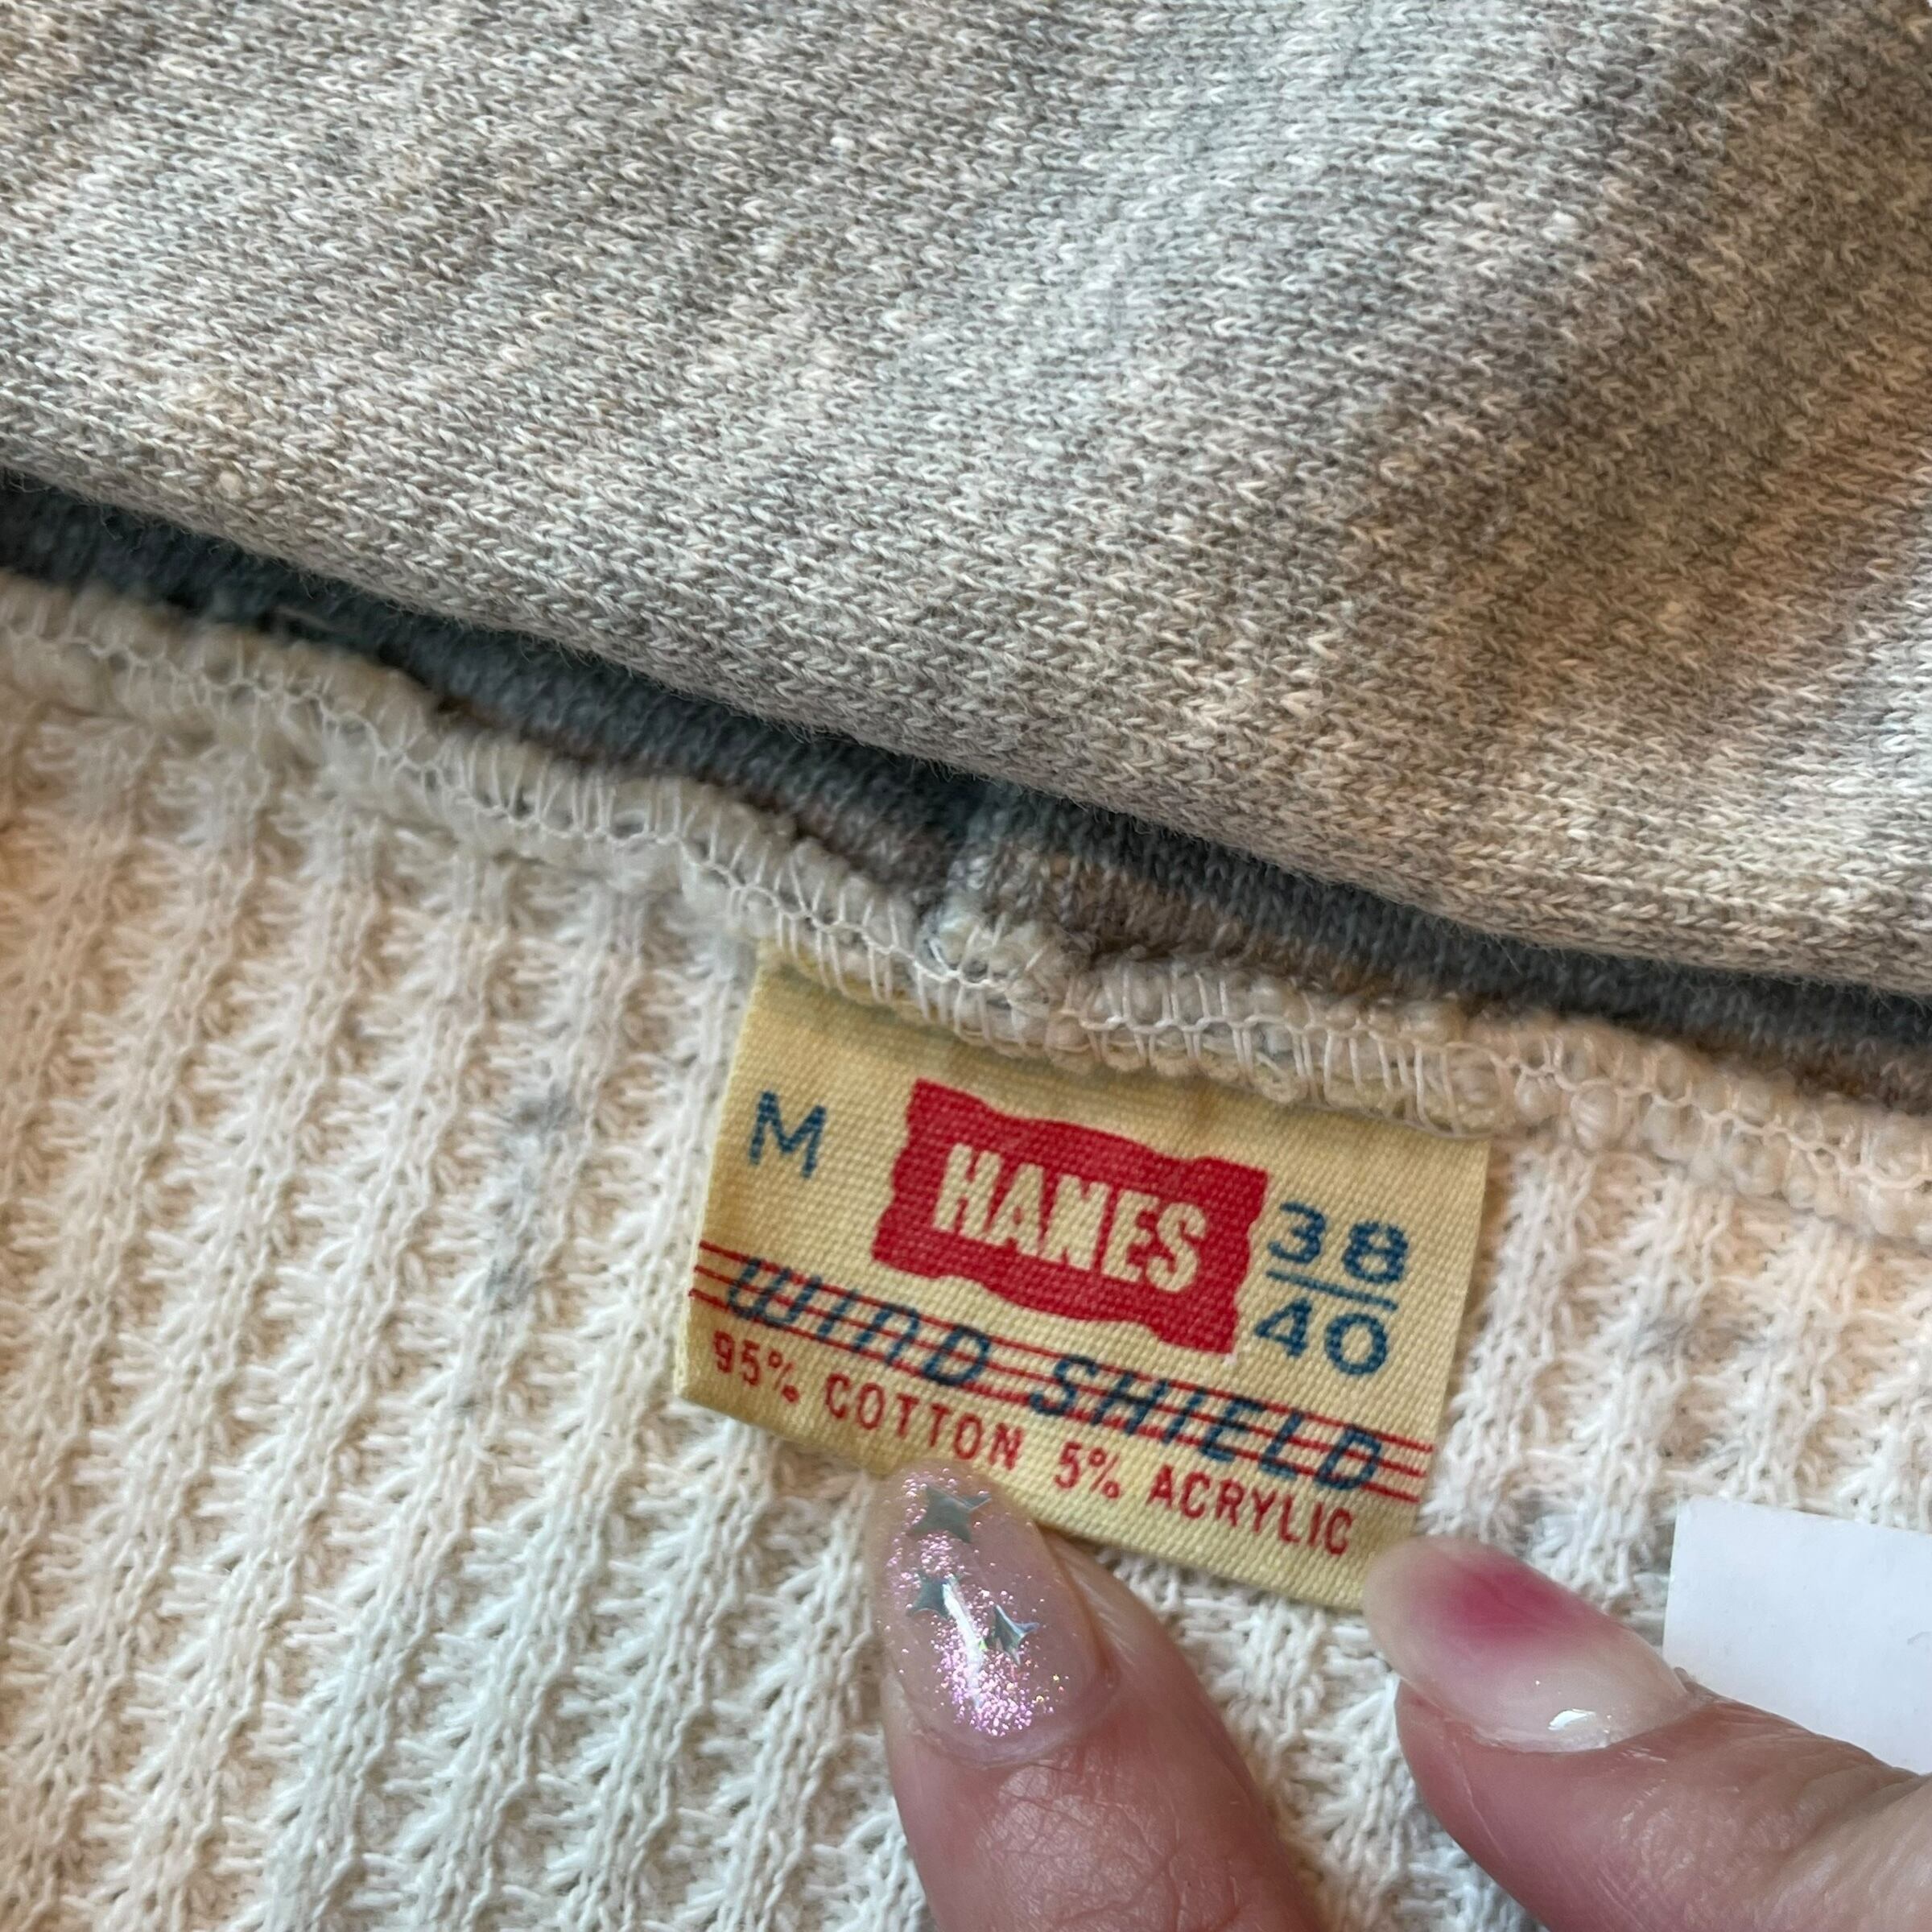 M HANES 38
40
WIND SHIELD
95% COTTON 5% ACRYLIC